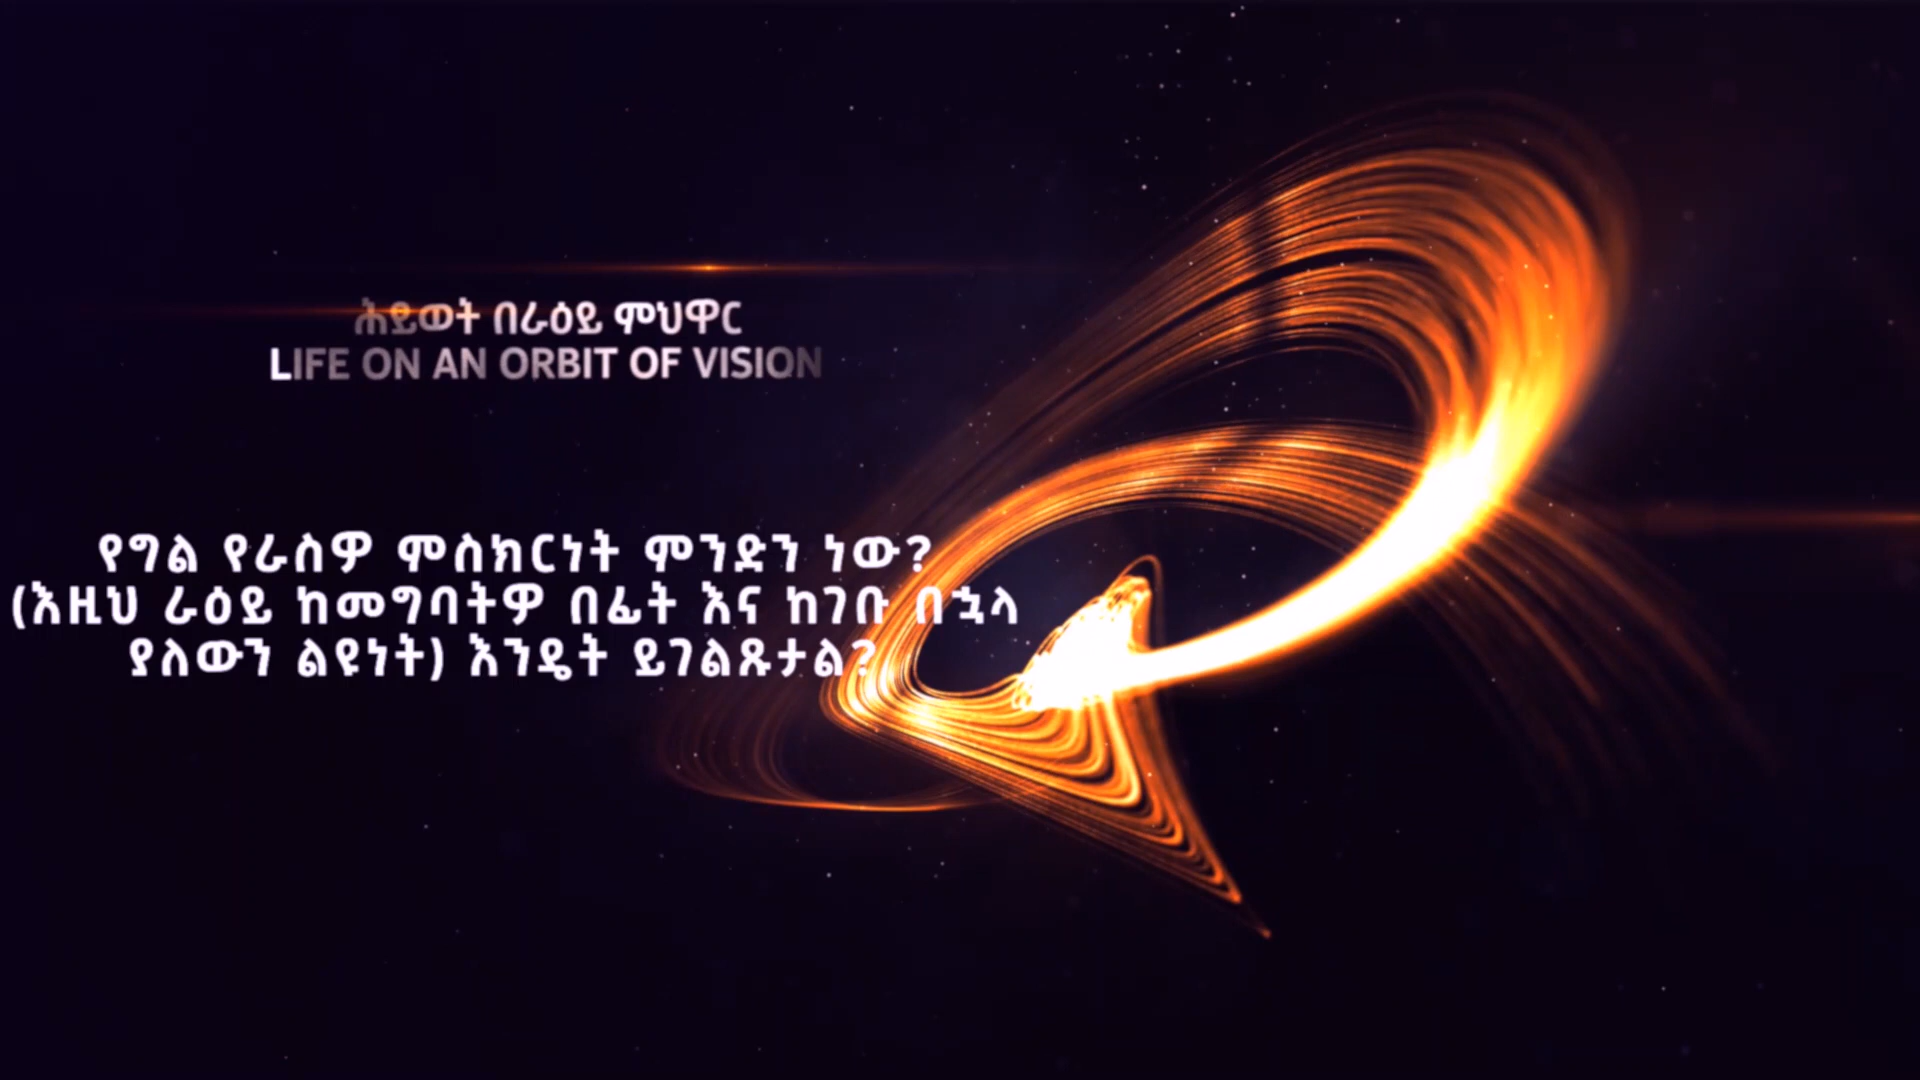 ሕይወት በራዕይ ምህዋር
LIFE ON AN ORBIT OF VISION
የግል የራስዎ ምስክርነት ምንድን ነው?
(እዚህ ራዕይ ከመግባትዎ በፊት እና ከገቡ በኋላ
ያለውን ልዩነት) እንዴት ይገልጹታል?